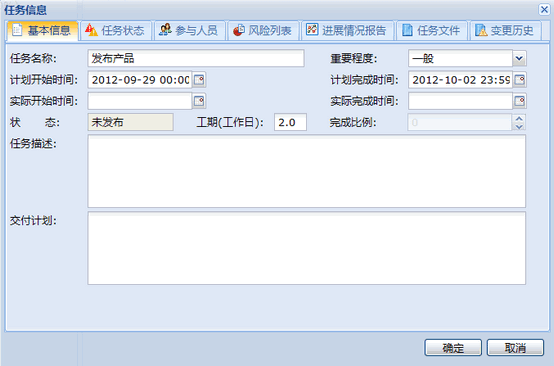 任务信息
基本信息 任务状态 参与人员 风险列表 进展情况报告 任务文件 变更历史
任务名称: 发布产品 重要程度: 一般
计划开始时间: 2012-09-29 00:00 计划完成时间: 2012-10-02 23:59
实际开始时间: 实际完成时间:
状 态: 未发布 工期(工作日): 2.0 完成比例: 0
任务描述:
交付计划:
确定 取消